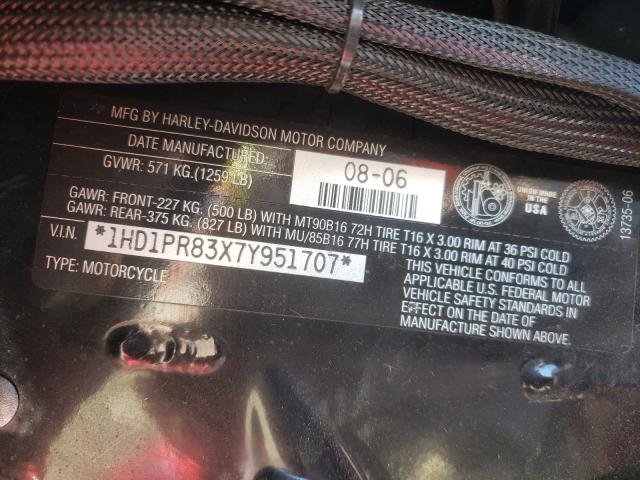 MFG BY HARLEY-DAVIDSON MOTOR COMPANY
DATE MANUFACTURED: 08-06
GVWR: 571 KG.(1259 LB)
UNION MADE IN THE
USA
GAWR: FRONT-227 KG. (500 LB) WITH MT90B16 72H TIRE T16 X 3.00 RIM AT 36 PSI COLD
GAWR: REAR-375 KG. (827 LB) WITH MU/85B16 77H TIRE T16 X 3.00 RIM AT 40 PSI COLD
V.I.N. *1HD1PR83X7Y951707*
TYPE: MOTORCYCLE
THIS VEHICLE CONFORMS TO ALL
APPLICABLE U.S. FEDERAL MOTOR
VEHICLE SAFETY STANDARDS IN
EFFECT ON THE DATE OF
MANUFACTURE SHOWN ABOVE.
13735-06